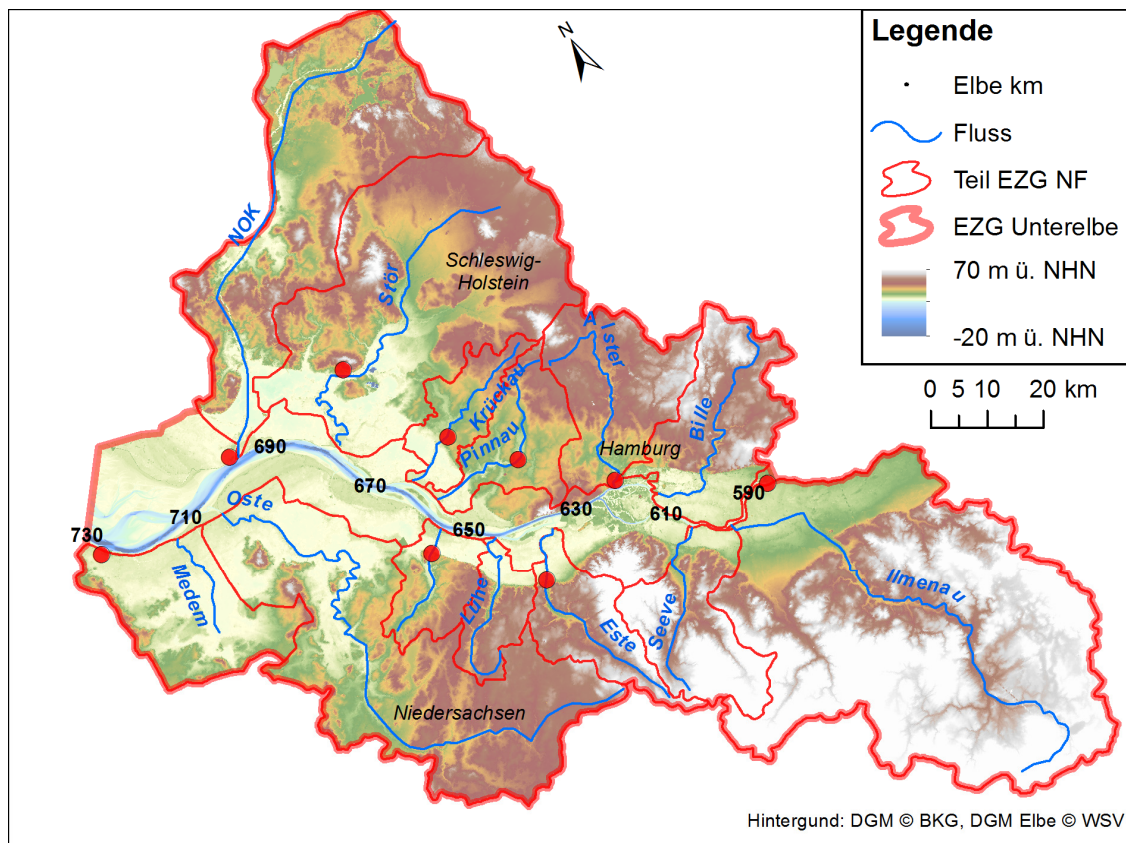 N
Legende
Elbe km
Fluss
Teil EZG NF
EZG Unterelbe
70 m ü. NHN
-20 m ü. NHN
0 5 10 20 km
NOK
Stör
Schleswig-
Holstein
Alster
Krückau
Pinnau
Bille
Hamburg
690
670
650
630
610
590
710
730
Oste
Medem
Lühe
Este
Seeve
Ilmenau
Niedersachsen
Hintergund: DGM © BKG, DGM Elbe © WSV